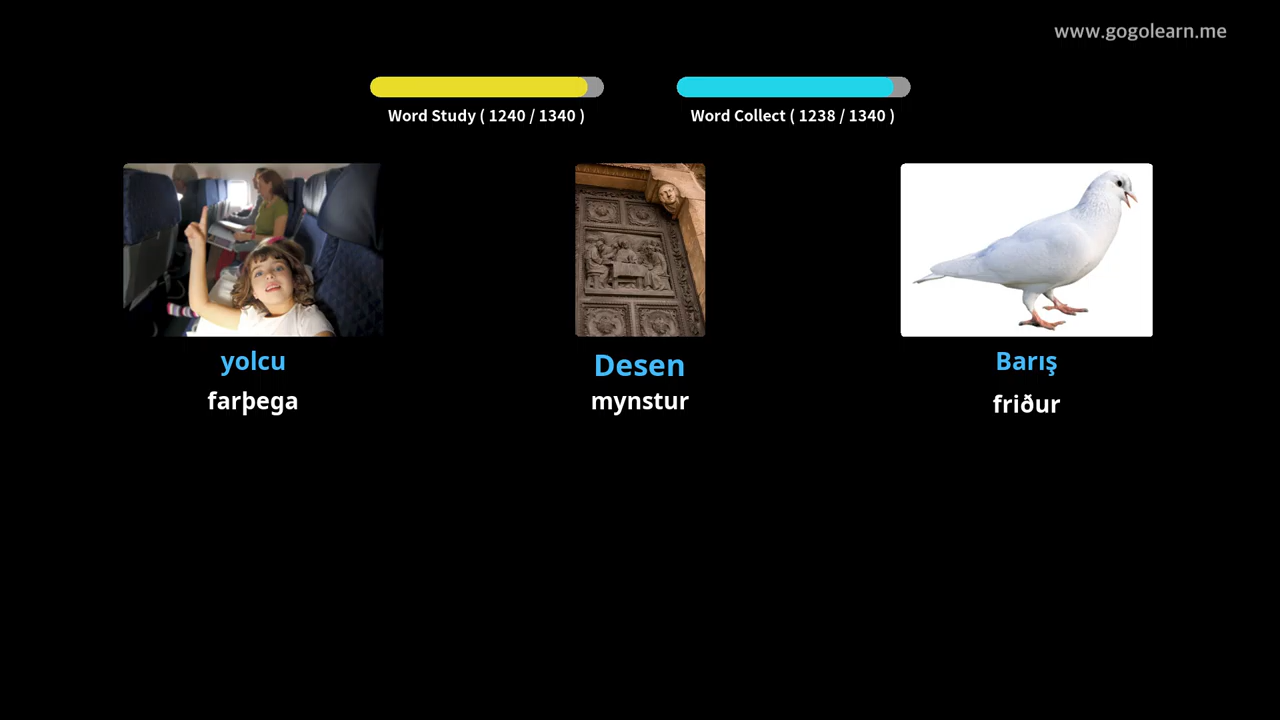 www.gogolearn.me
Word Study ( 1240 / 1340 )
Word Collect ( 1238 / 1340 )
yolcu
farþega
Desen
mynstur
Barış
friður